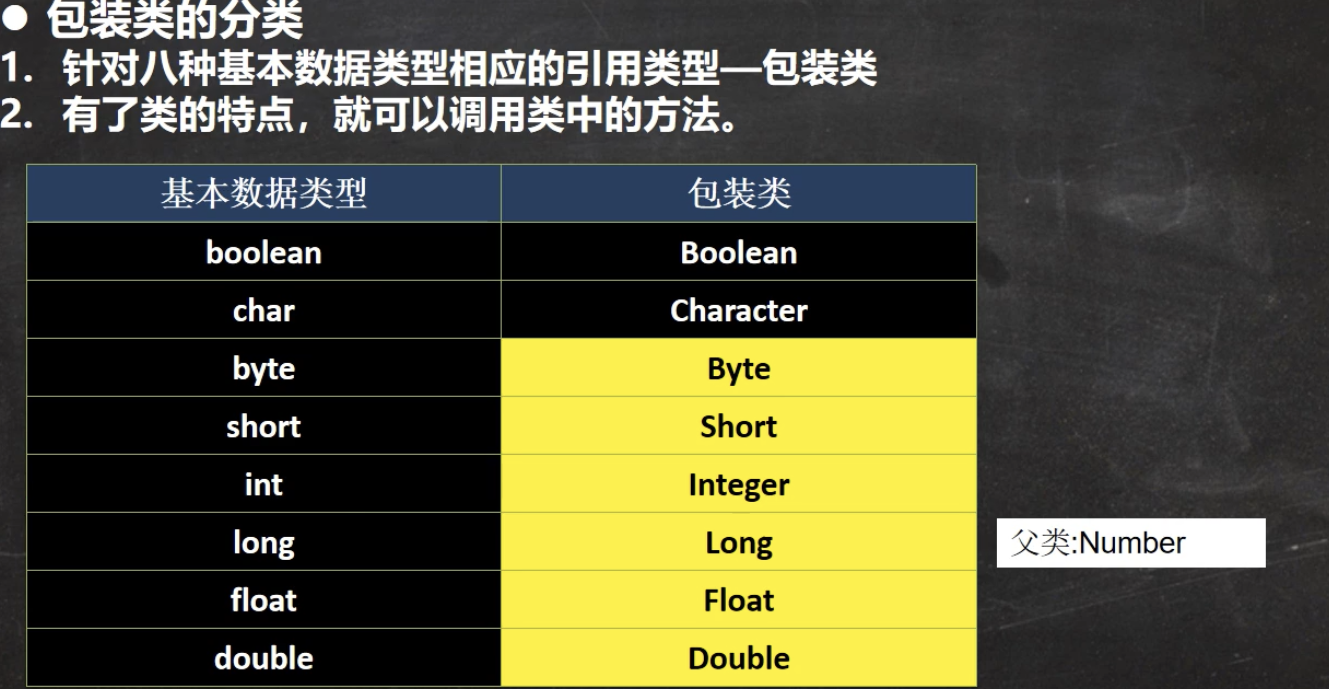 ● 包装类的分类
1. 针对八种基本数据类型相应的引用类型—包装类
2. 有了类的特点，就可以调用类中的方法。
基本数据类型 包装类
boolean Boolean
char Character
byte Byte
short Short
int Integer
long Long
父类:Number
float Float
double Double